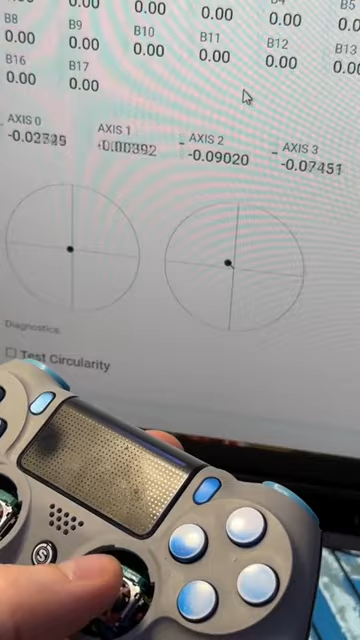 B4 B5
0.00 0.00 0.00
B8 B9 B10 B11 B12 B13
0.00 0.00 0.00 0.00 0.00
B16 B17
0.00 0.00
AXIS 0 AXIS 1 AXIS 2 AXIS 3
-0.09020 -0.07451
Diagnostics
Test Circularity
S